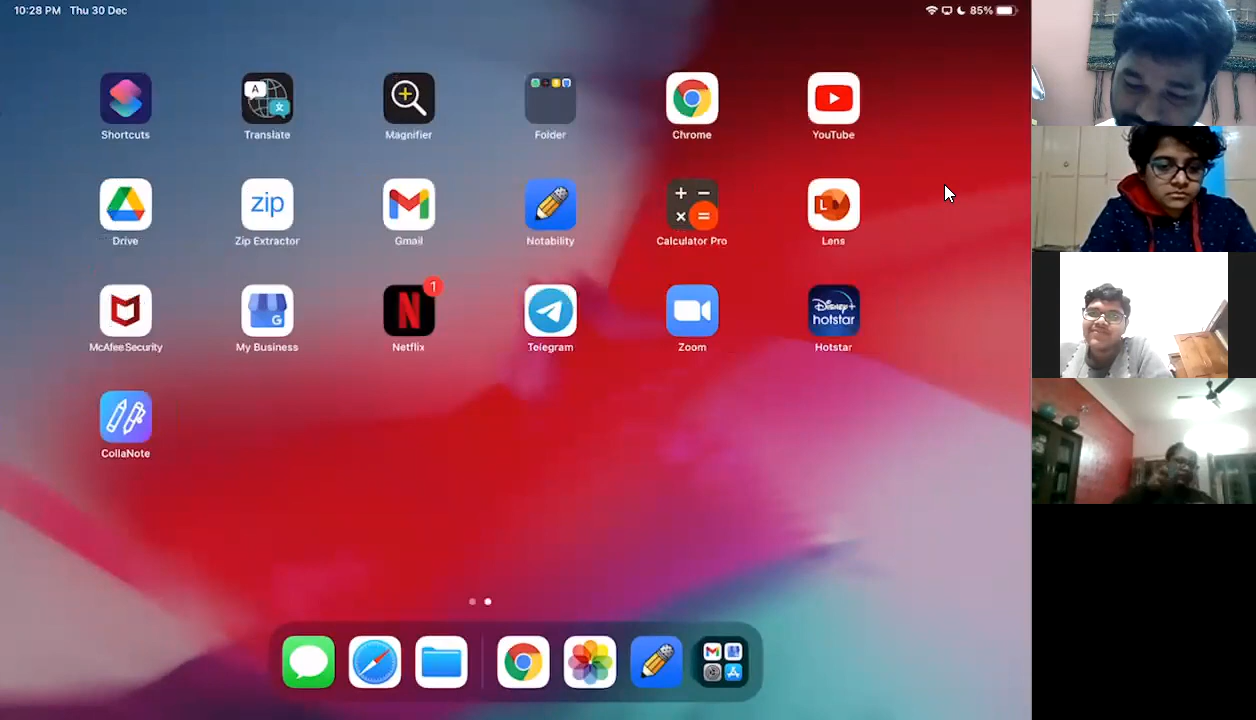 10:28 PM Thu 30 Dec
85%
Shortcuts
Translate
Magnifier
Folder
Chrome
YouTube
A
文
Drive
Zip Extractor
Gmail
Notability
Calculator Pro
Lens
zip
L
McAfee Security
My Business
Netflix
Telegram
Zoom
Hotstar
G
N
1
Disney+
hotstar
CollaNote